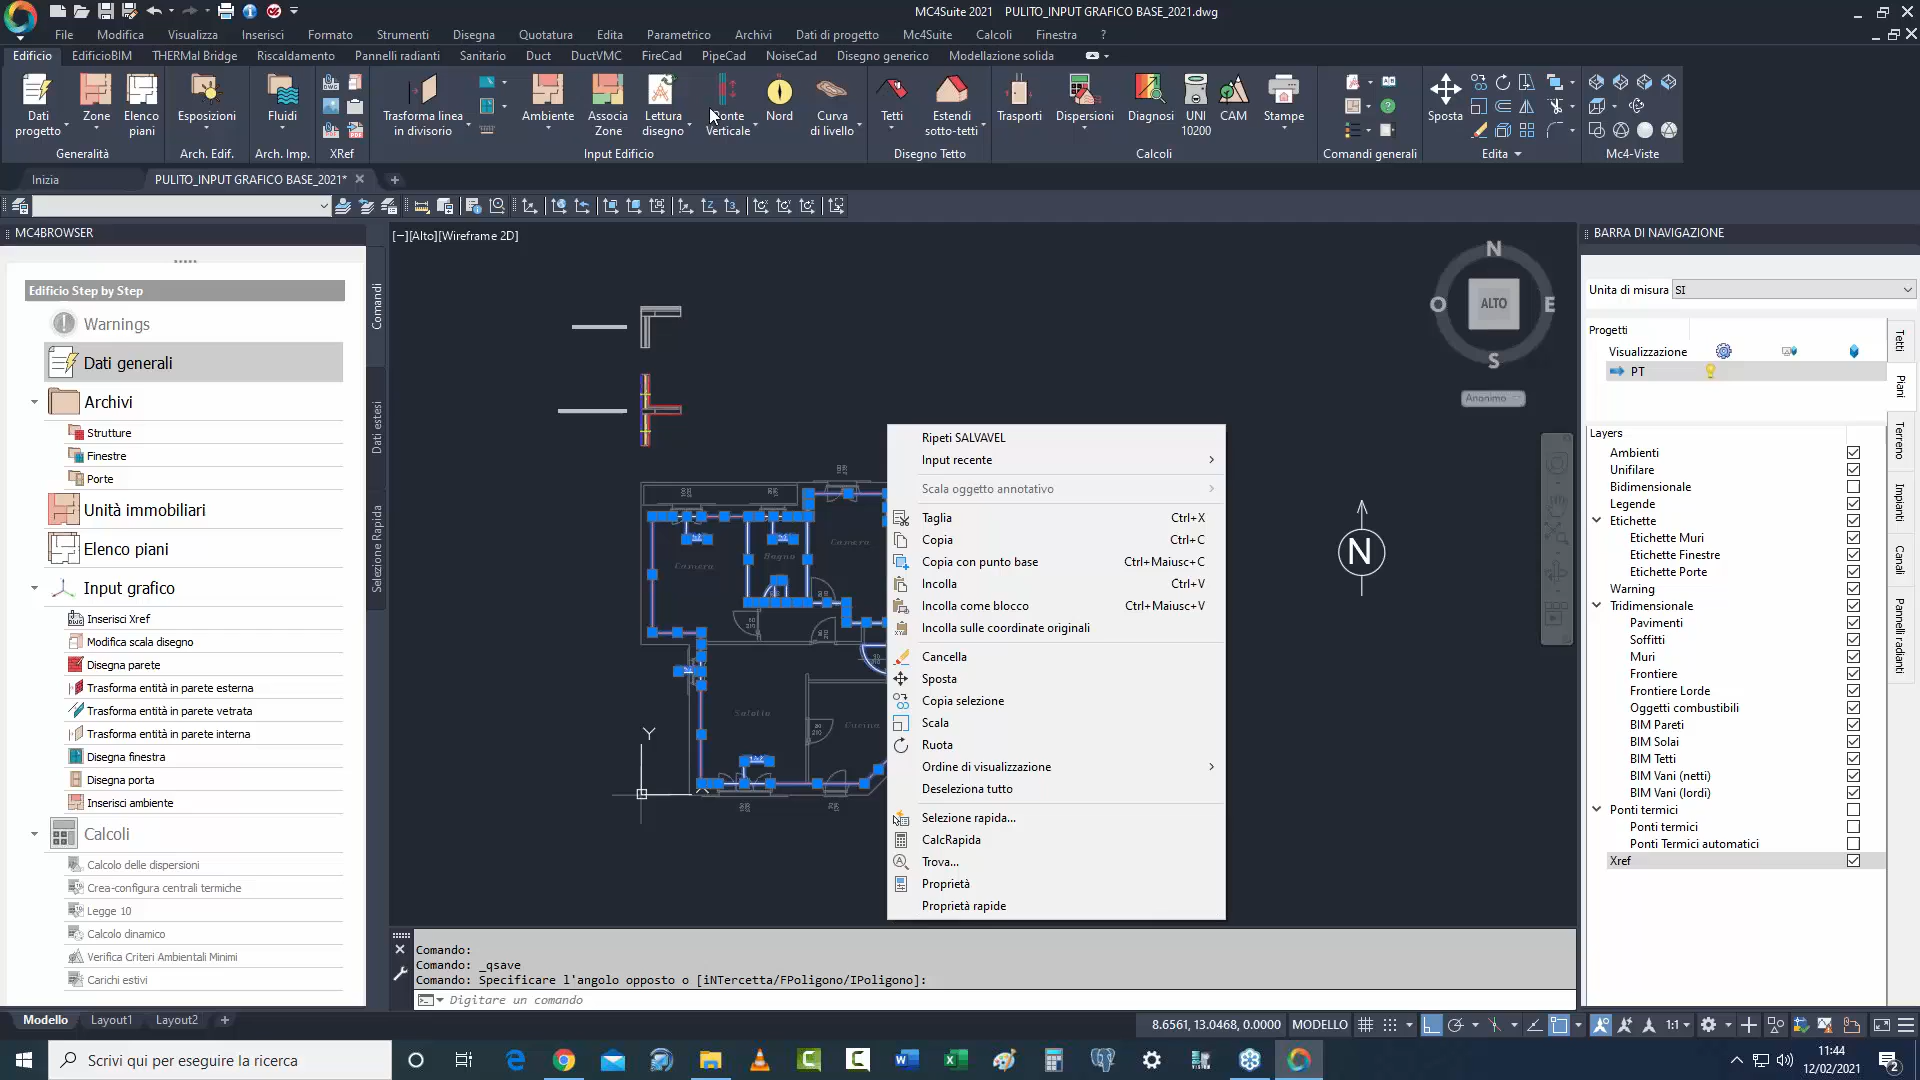 MC4Suite 2021 PULITO_INPUT GRAFICO BASE_2021.dwg
File Modifica Visualizza Inserisci Formato Strumenti Disegna Quotatura Edita Parametrico Archivi Dati di progetto Mc4Suite Calcoli Finestra ?
Edificio EdificioBIM THERMal Bridge Riscaldamento Pannelli radianti Sanitario Duct DuctVMC FireCad PipeCad NoiseCad Disegno generico Modellazione solida
Dati progetto
Zone
Elenco piani
Esposizioni
Fluidi
Trasforma linea in divisorio
Ambiente
Associa Zone
Lettura disegno
Ponte Verticale
Nord
Curva di livello
Tetti
Estendi sotto-tetti
Trasporti
Dispersioni
Diagnosi
UNI 10200
CAM
Stampe
Sposta
Generalità Arch. Edif. Arch. Imp. XRef Input Edificio Disegno Tetto Calcoli Comandi generali Edita Mc4-Viste
Inizia PULITO_INPUT GRAFICO BASE_2021*
MC4BROWSER
Edificio Step by Step
Warnings
Dati generali
Archivi
Strutture
Finestre
Porte
Unità immobiliari
Elenco piani
Input grafico
Inserisci Xref
Modifica scala disegno
Disegna parete
Trasforma entità in parete esterna
Trasforma entità in parete vetrata
Trasforma entità in parete interna
Disegna finestra
Disegna porta
Inserisci ambiente
Calcoli
Calcolo delle dispersioni
Crea-configura centrali termiche
Legge 10
Calcolo dinamico
Verifica Criteri Ambientali Minimi
Carichi estivi
Comandi
Dati estesi
Selezione Rapida
[−][Alto][Wireframe 2D]
Camera
Bagno
Camera
Salotto
Cucina
Y
N
O
ALTO
E
S
Anonimo
N
Ripeti SALVAVEL
Input recente
Scala oggetto annotativo
Taglia Ctrl+X
Copia Ctrl+C
Copia con punto base Ctrl+Maiusc+C
Incolla Ctrl+V
Incolla come blocco Ctrl+Maiusc+V
Incolla sulle coordinate originali
Cancella
Sposta
Copia selezione
Scala
Ruota
Ordine di visualizzazione
Deseleziona tutto
Selezione rapida...
CalcRapida
Trova...
Proprietà
Proprietà rapide
BARRA DI NAVIGAZIONE
Unita di misura SI
Progetti
Visualizzazione
PT
Layers
Ambienti
Unifilare
Bidimensionale
Legende
Etichette
Etichette Muri
Etichette Finestre
Etichette Porte
Warning
Tridimensionale
Pavimenti
Soffitti
Muri
Frontiere
Frontiere Lorde
Oggetti combustibili
BIM Pareti
BIM Solai
BIM Tetti
BIM Vani (netti)
BIM Vani (lordi)
Ponti termici
Ponti termici
Ponti Termici automatici
Xref
Tetti
Piani
Terreno
Impianti
Canali
Pannelli radianti
Comando:
Comando: _qsave
Comando: Specificare l'angolo opposto o [iNTercetta/FPoligono/IPoligono]:
Digitare un comando
Modello Layout1 Layout2 +
8.6561, 13.0468, 0.0000 MODELLO 1:1
Scrivi qui per eseguire la ricerca
11:44
12/02/2021
2